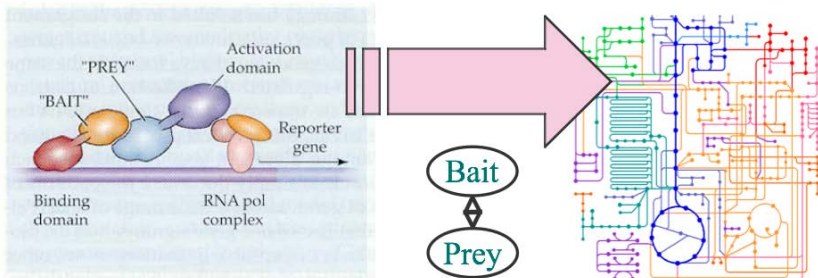 Activation
domain
"PREY"
"BAIT"
Reporter
gene
Binding
domain
RNA pol
complex
Bait
Prey